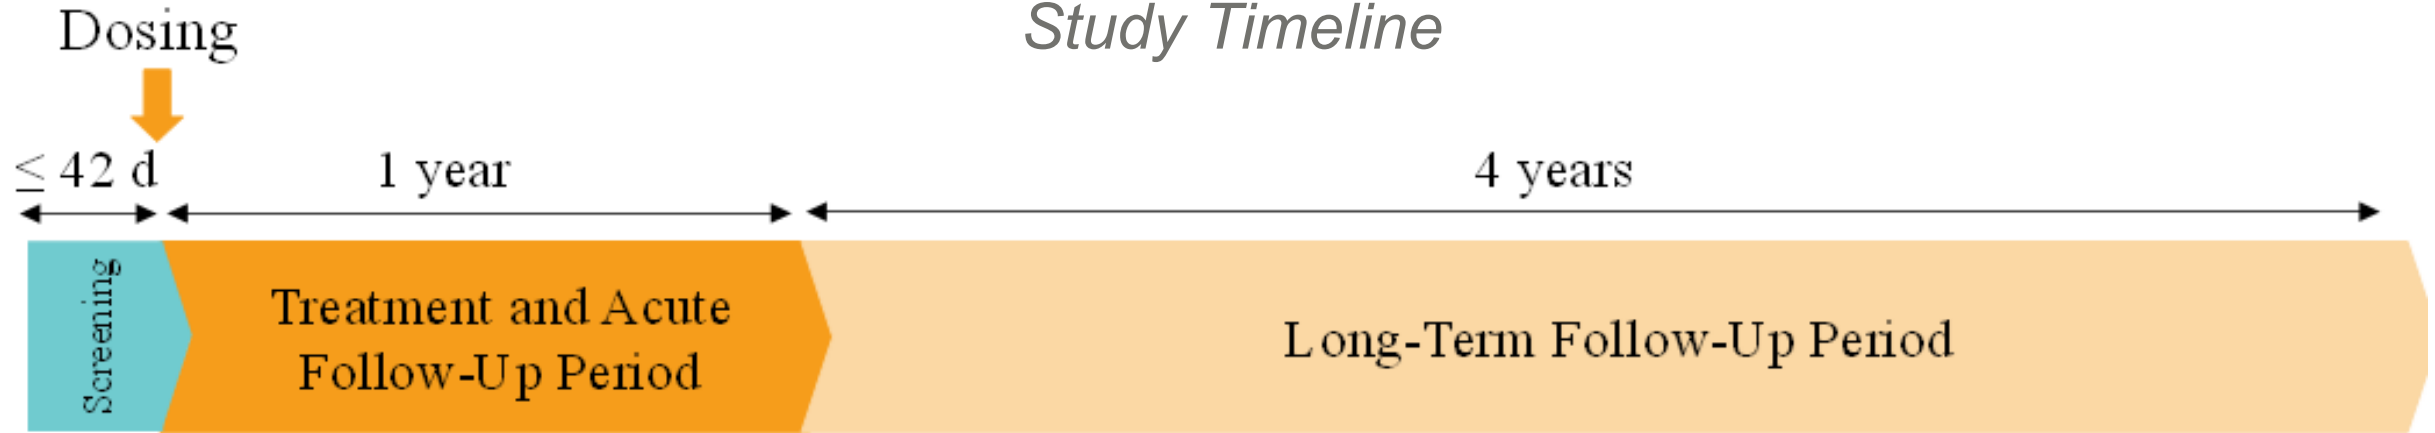 Study Timeline
Dosing
≤ 42 d
1 year
4 years
Screening
Treatment and Acute
Follow-Up Period
Long-Term Follow-Up Period